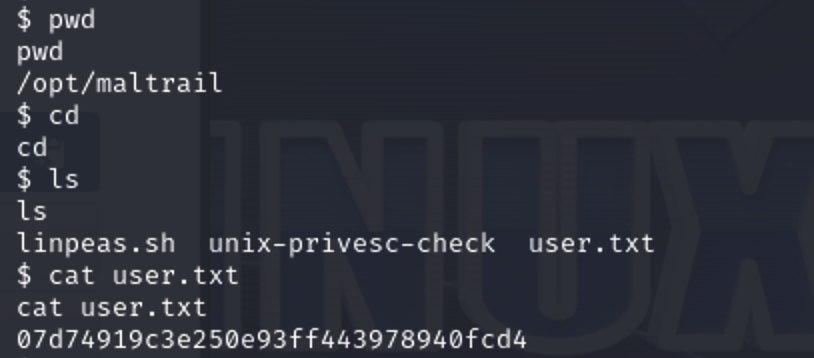 $ pwd
pwd
/opt/maltrail
$ cd
cd
$ ls
ls
linpeas.sh  unix-privesc-check  user.txt
$ cat user.txt
cat user.txt
07d74919c3e250e93ff443978940fcd4
NUX